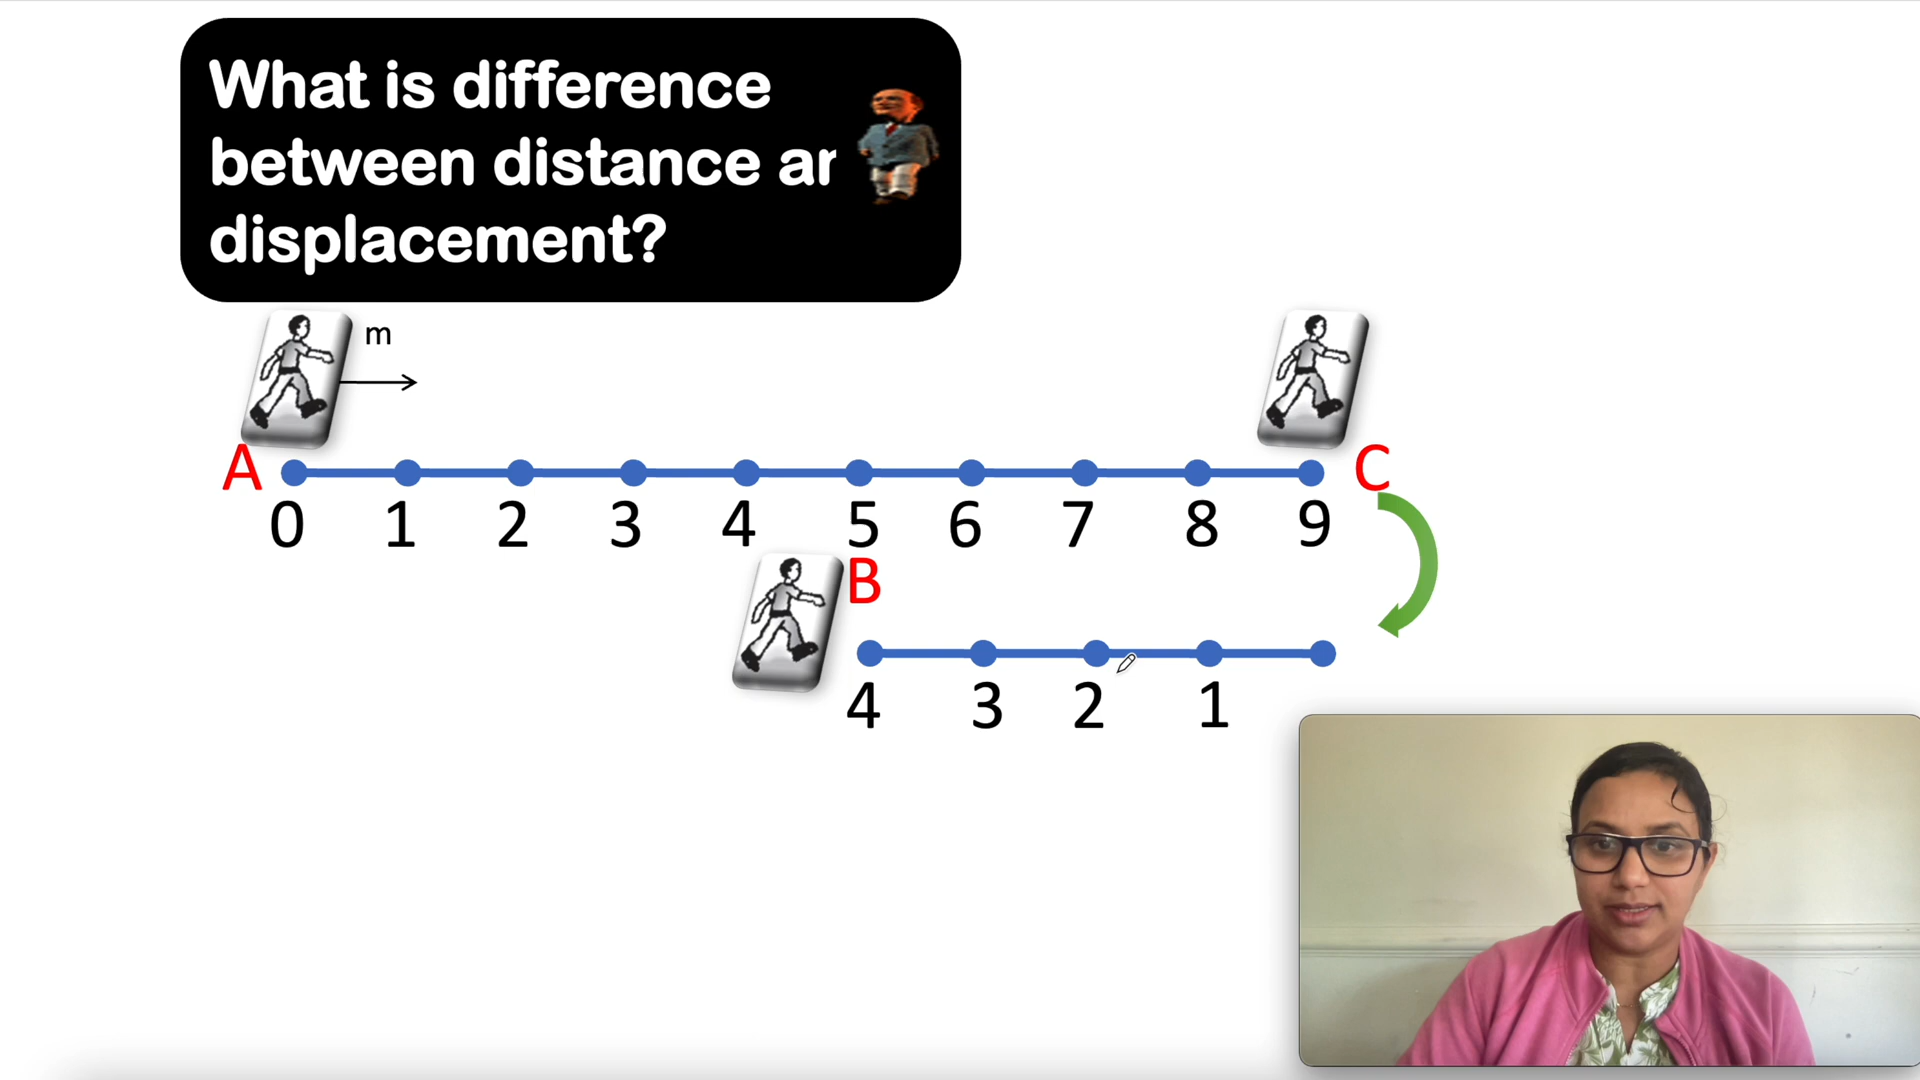 What is difference
between distance ar
displacement?
m
A C
0 1 2 3 4 5 6 7 8 9
B
4 3 2 1